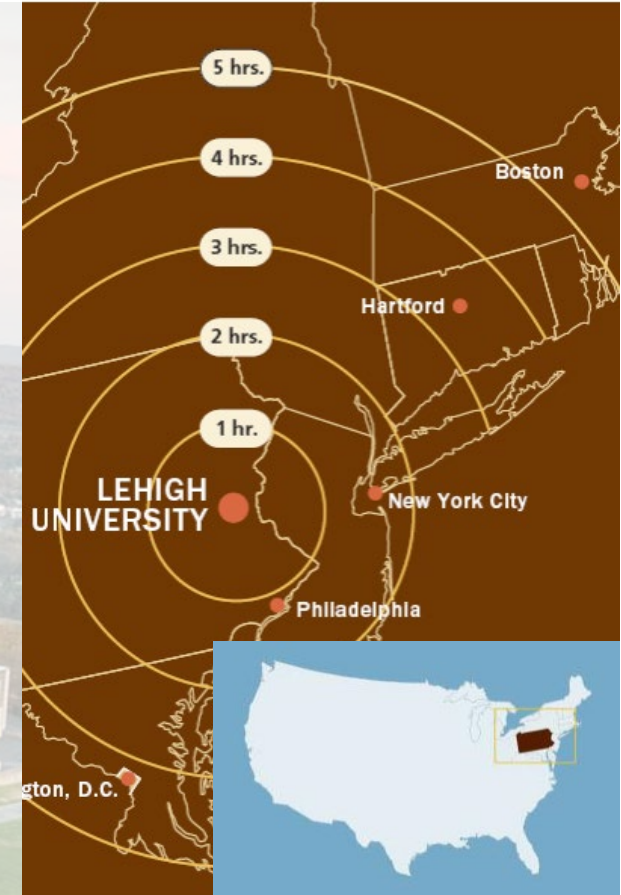 5 hrs.
4 hrs.
Boston
3 hrs.
Hartford
2 hrs.
1 hr.
LEHIGH
UNIVERSITY
New York City
Philadelphia
gton, D.C.